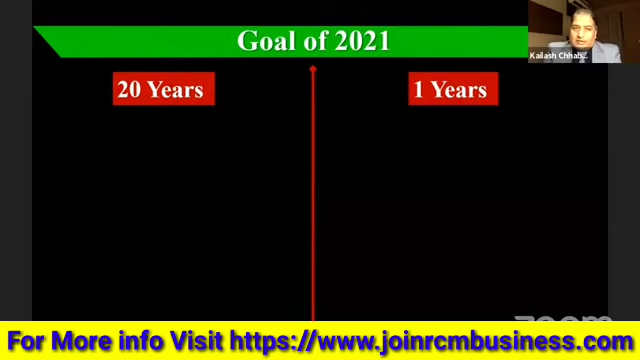 Goal of 2021
Kailash Chhab...
20 Years
1 Years
zoom
For More info Visit https://www.joinrcmbusiness.com